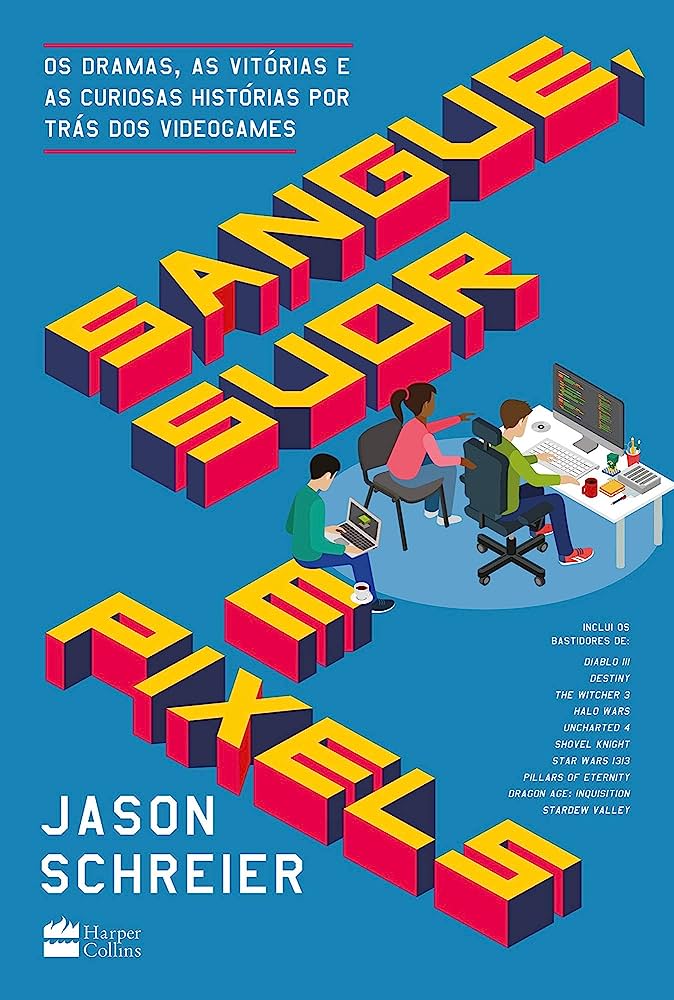 OS DRAMAS, AS VITÓRIAS E
AS CURIOSAS HISTÓRIAS POR
TRÁS DOS VIDEOGAMES
SANGUE,
SUOR
E
PIXELS
INCLUI OS
BASTIDORES DE:
DIABLO III
DESTINY
THE WITCHER 3
HALO WARS
UNCHARTED 4
SHOVEL KNIGHT
STAR WARS 1313
PILLARS OF ETERNITY
DRAGON AGE: INQUISITION
STARDEW VALLEY
JASON
SCHREIER
Harper
Collins